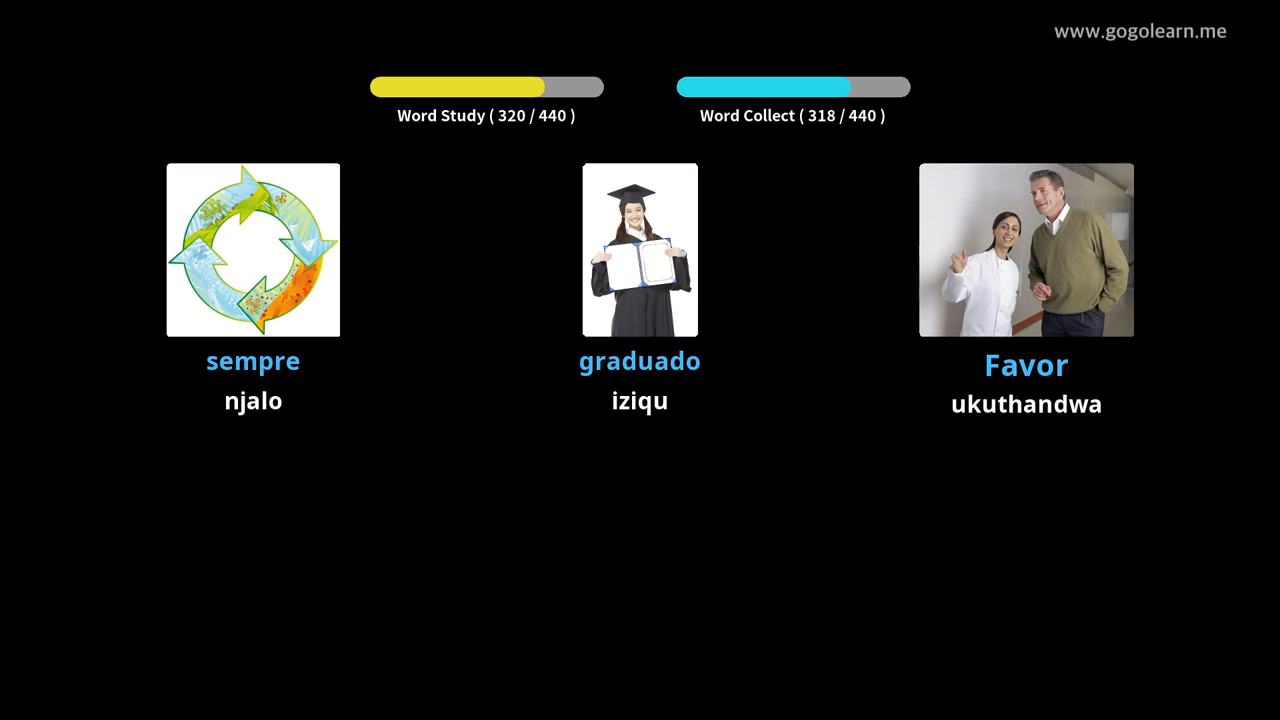 www.gogolearn.me
Word Study ( 320 / 440 )
Word Collect ( 318 / 440 )
sempre
njalo
graduado
iziqu
Favor
ukuthandwa